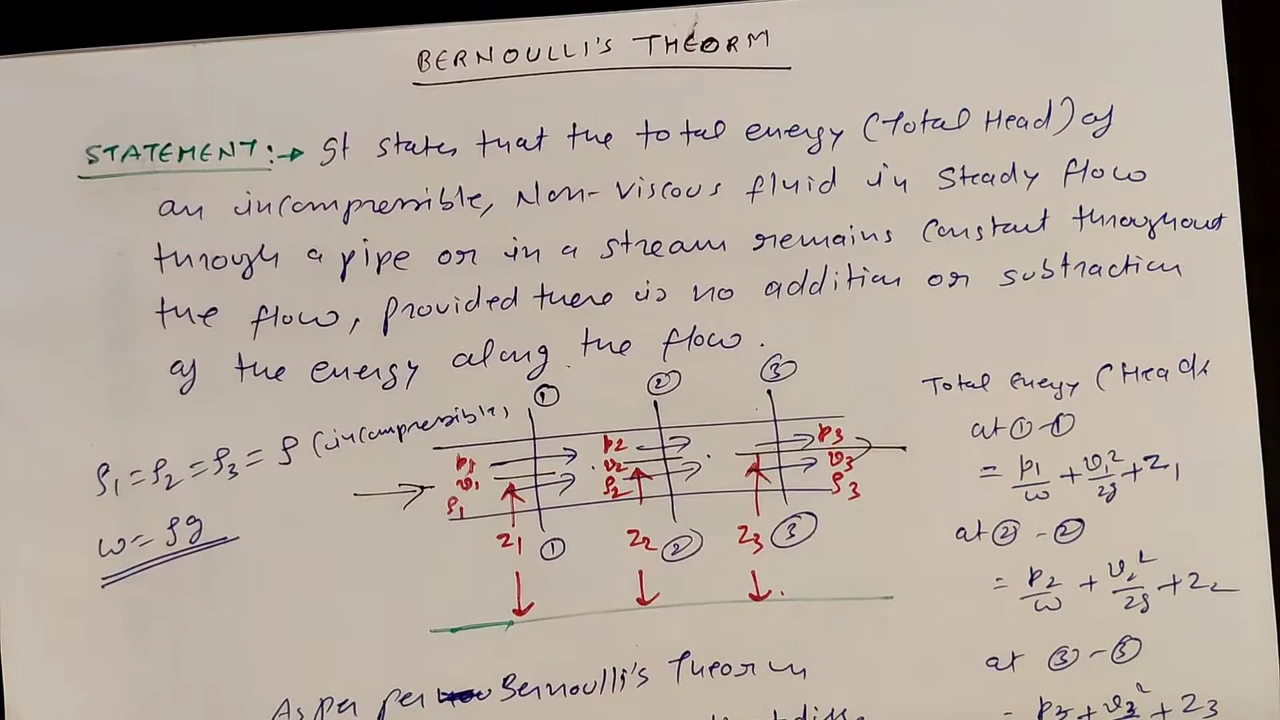 BERNOULLI'S THEORM
STATEMENT:→ It states that the total energy (Total Head) of
an incompressible, Non-viscous fluid in steady flow
through a pipe or in a stream remains constant throughout
the flow, provided there is no addition or subtraction
of the energy along the flow.
① ② ③
ρ₁ = ρ₂ = ρ₃ = ρ (incompressible)
ω = ρg
p₁ v₁ ρ₁
p₂ v₂ ρ₂
p₃ v₃ ρ₃
z₁ ① z₂ ② z₃ ③
Total Energy (Heads
at ①-①
= p₁/ω + v₁²/2g + z₁
at ② - ②
= p₂/ω + v₂²/2g + z₂
at ③ - ③
= p₃ + v₃² + z₃
As per per Bernoulli's Theorm